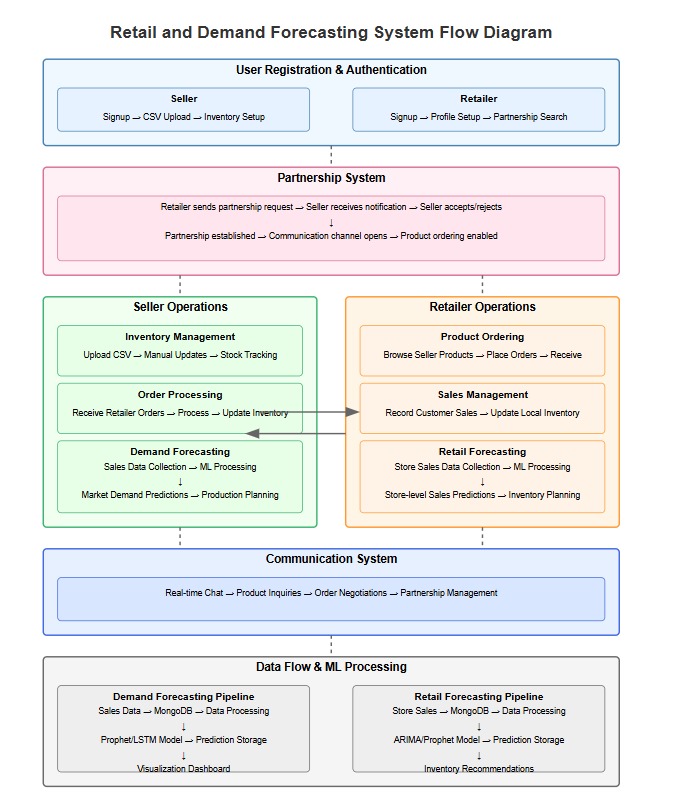 Retail and Demand Forecasting System Flow Diagram
User Registration & Authentication
Seller
Signup → CSV Upload → Inventory Setup
Retailer
Signup → Profile Setup → Partnership Search
Partnership System
Retailer sends partnership request → Seller receives notification → Seller accepts/rejects
↓
Partnership established → Communication channel opens → Product ordering enabled
Seller Operations
Inventory Management
Upload CSV → Manual Updates → Stock Tracking
Order Processing
Receive Retailer Orders → Process → Update Inventory
Demand Forecasting
Sales Data Collection → ML Processing
↓
Market Demand Predictions → Production Planning
Retailer Operations
Product Ordering
Browse Seller Products → Place Orders → Receive
Sales Management
Record Customer Sales → Update Local Inventory
Retail Forecasting
Store Sales Data Collection → ML Processing
↓
Store-level Sales Predictions → Inventory Planning
Communication System
Real-time Chat → Product Inquiries → Order Negotiations → Partnership Management
Data Flow & ML Processing
Demand Forecasting Pipeline
Sales Data → MongoDB → Data Processing
↓
Prophet/LSTM Model → Prediction Storage
↓
Visualization Dashboard
Retail Forecasting Pipeline
Store Sales → MongoDB → Data Processing
↓
ARIMA/Prophet Model → Prediction Storage
↓
Inventory Recommendations